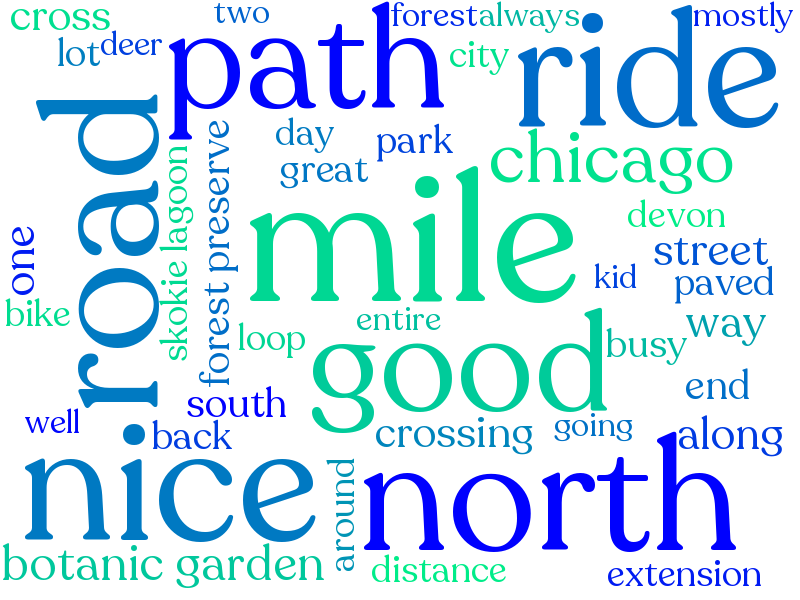 cross
two
forest
always
mostly
lot
deer
path
city
ride
road
day
park
great
chicago
skokie lagoon
forest preserve
mile
devon
one
street
kid
paved
bike
loop
entire
way
good
busy
end
south
well
back
crossing
going
along
nice
around
north
botanic garden
distance
extension